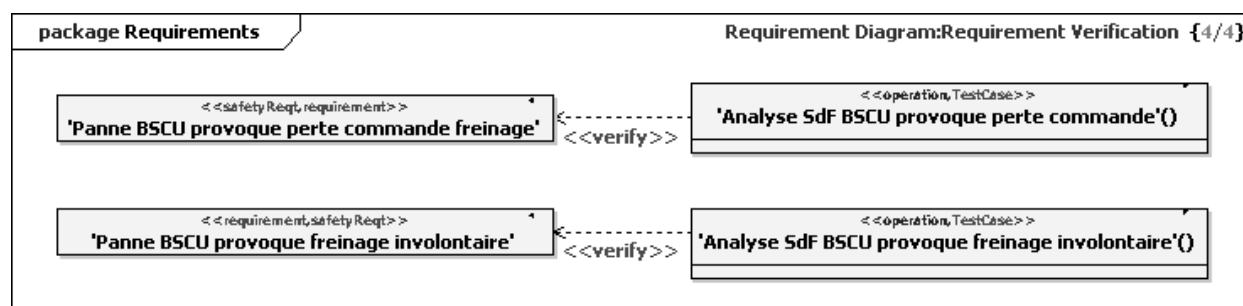 package Requirements
Requirement Diagram:Requirement Verification {4/4}
<<safetyReqt,requirement>>
'Panne BSCU provoque perte commande freinage'
<<verify>>
<<operation,TestCase>>
'Analyse SdF BSCU provoque perte commande'()
<<requirement,safetyReqt>>
'Panne BSCU provoque freinage involontaire'
<<verify>>
<<operation,TestCase>>
'Analyse SdF BSCU provoque freinage involontaire'()